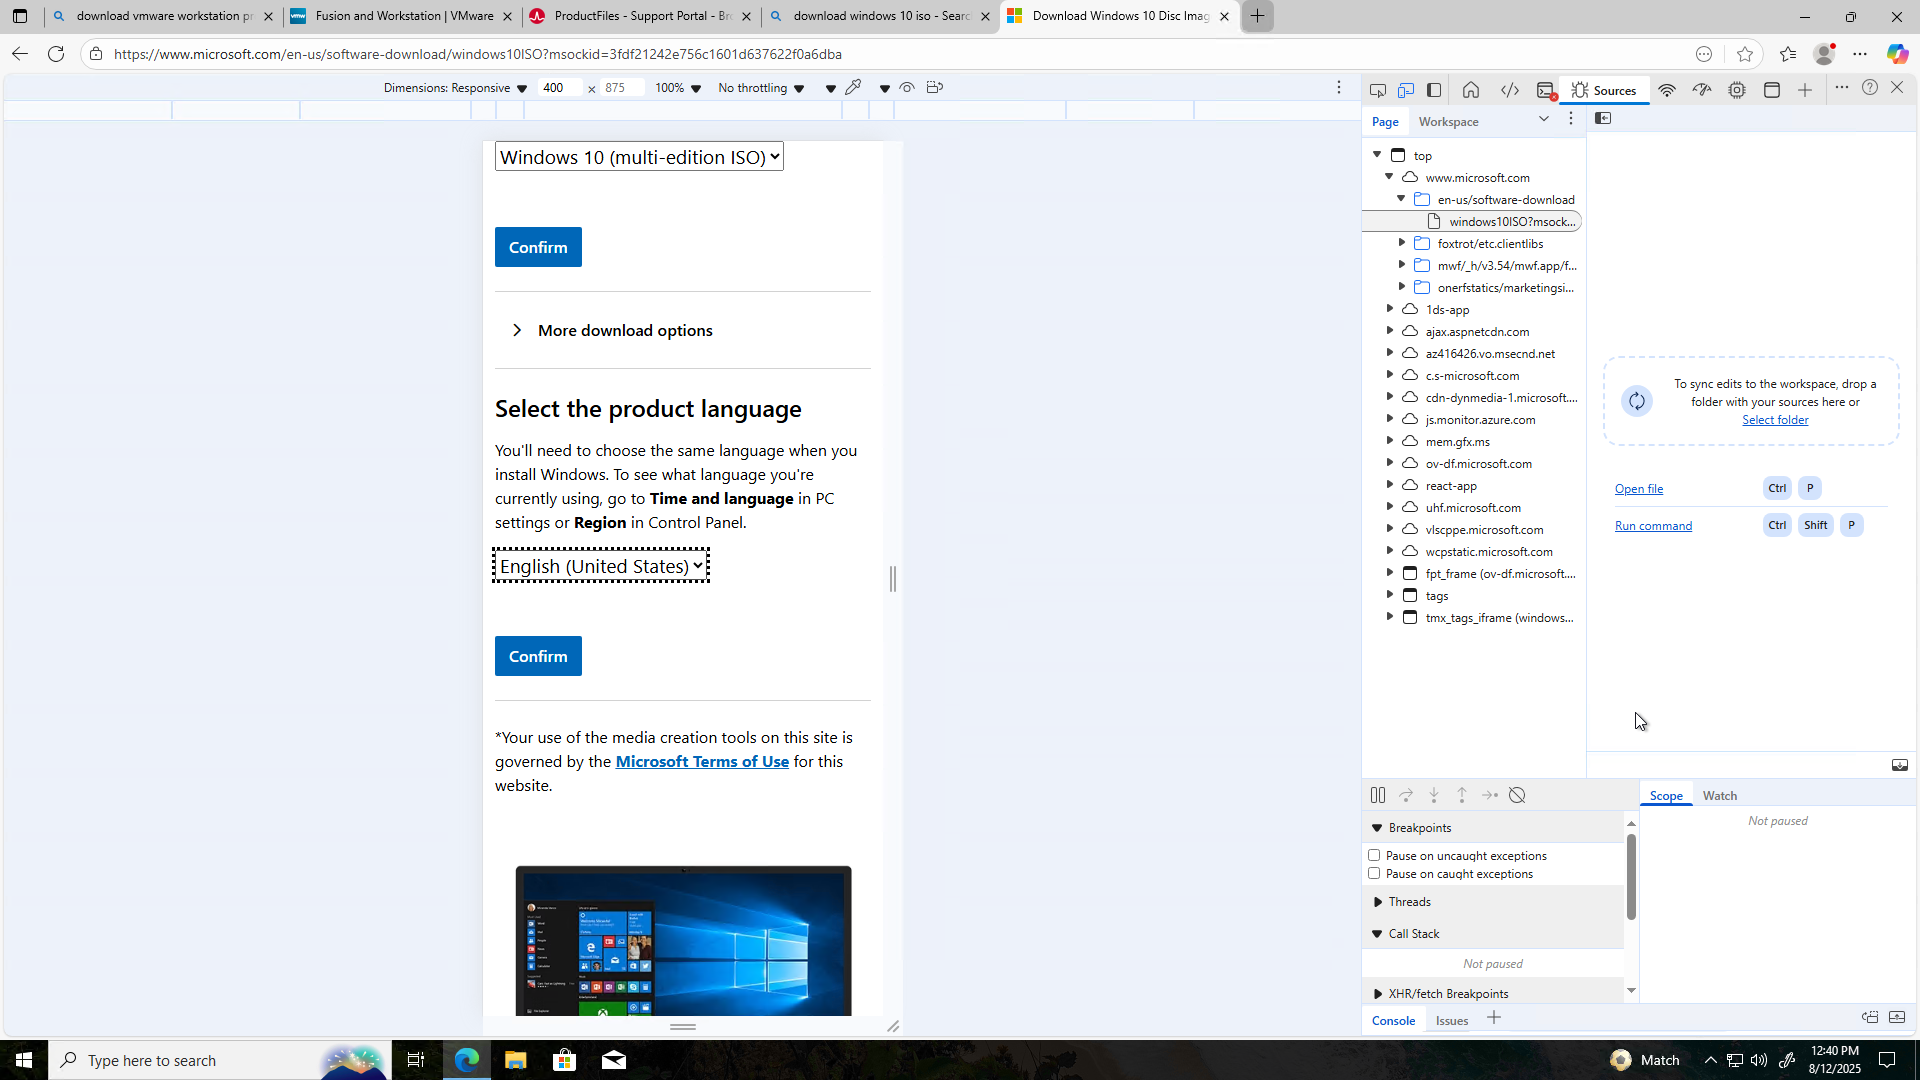 download vmware workstation pr
Fusion and Workstation | VMware
ProductFiles - Support Portal - Bro
download windows 10 iso - Search
Download Windows 10 Disc Imag
https://www.microsoft.com/en-us/software-download/windows10ISO?msockid=3fdf21242e756c1601d637622f0a6dba
Dimensions: Responsive
400 × 875
100%
No throttling
Sources
Page
Workspace
top
www.microsoft.com
en-us/software-download
windows10ISO?msock...
foxtrot/etc.clientlibs
mwf/_h/v3.54/mwf.app/f...
onerfstatics/marketingsi...
1ds-app
ajax.aspnetcdn.com
az416426.vo.msecnd.net
c.s-microsoft.com
cdn-dynmedia-1.microsoft....
js.monitor.azure.com
mem.gfx.ms
ov-df.microsoft.com
react-app
uhf.microsoft.com
vlscppe.microsoft.com
wcpstatic.microsoft.com
fpt_frame (ov-df.microsoft....
tags
tmx_tags_iframe (windows...
To sync edits to the workspace, drop a
folder with your sources here or
Select folder
Open file
Ctrl P
Run command
Ctrl Shift P
Windows 10 (multi-edition ISO)
Confirm
More download options
Select the product language
You'll need to choose the same language when you
install Windows. To see what language you're
currently using, go to Time and language in PC
settings or Region in Control Panel.
English (United States)
Confirm
*Your use of the media creation tools on this site is
governed by the Microsoft Terms of Use for this
website.
Scope
Watch
Not paused
Breakpoints
Pause on uncaught exceptions
Pause on caught exceptions
Threads
Call Stack
Not paused
XHR/fetch Breakpoints
Console
Issues
Type here to search
Match
12:40 PM
8/12/2025